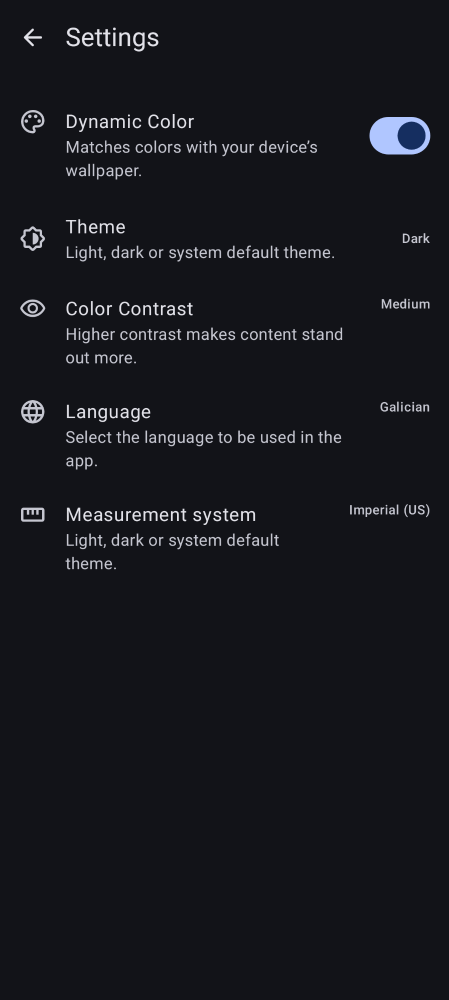 Settings
Dynamic Color
Matches colors with your device’s
wallpaper.
Theme
Light, dark or system default theme.
Dark
Color Contrast
Higher contrast makes content stand
out more.
Medium
Language
Select the language to be used in the
app.
Galician
Measurement system
Light, dark or system default
theme.
Imperial (US)